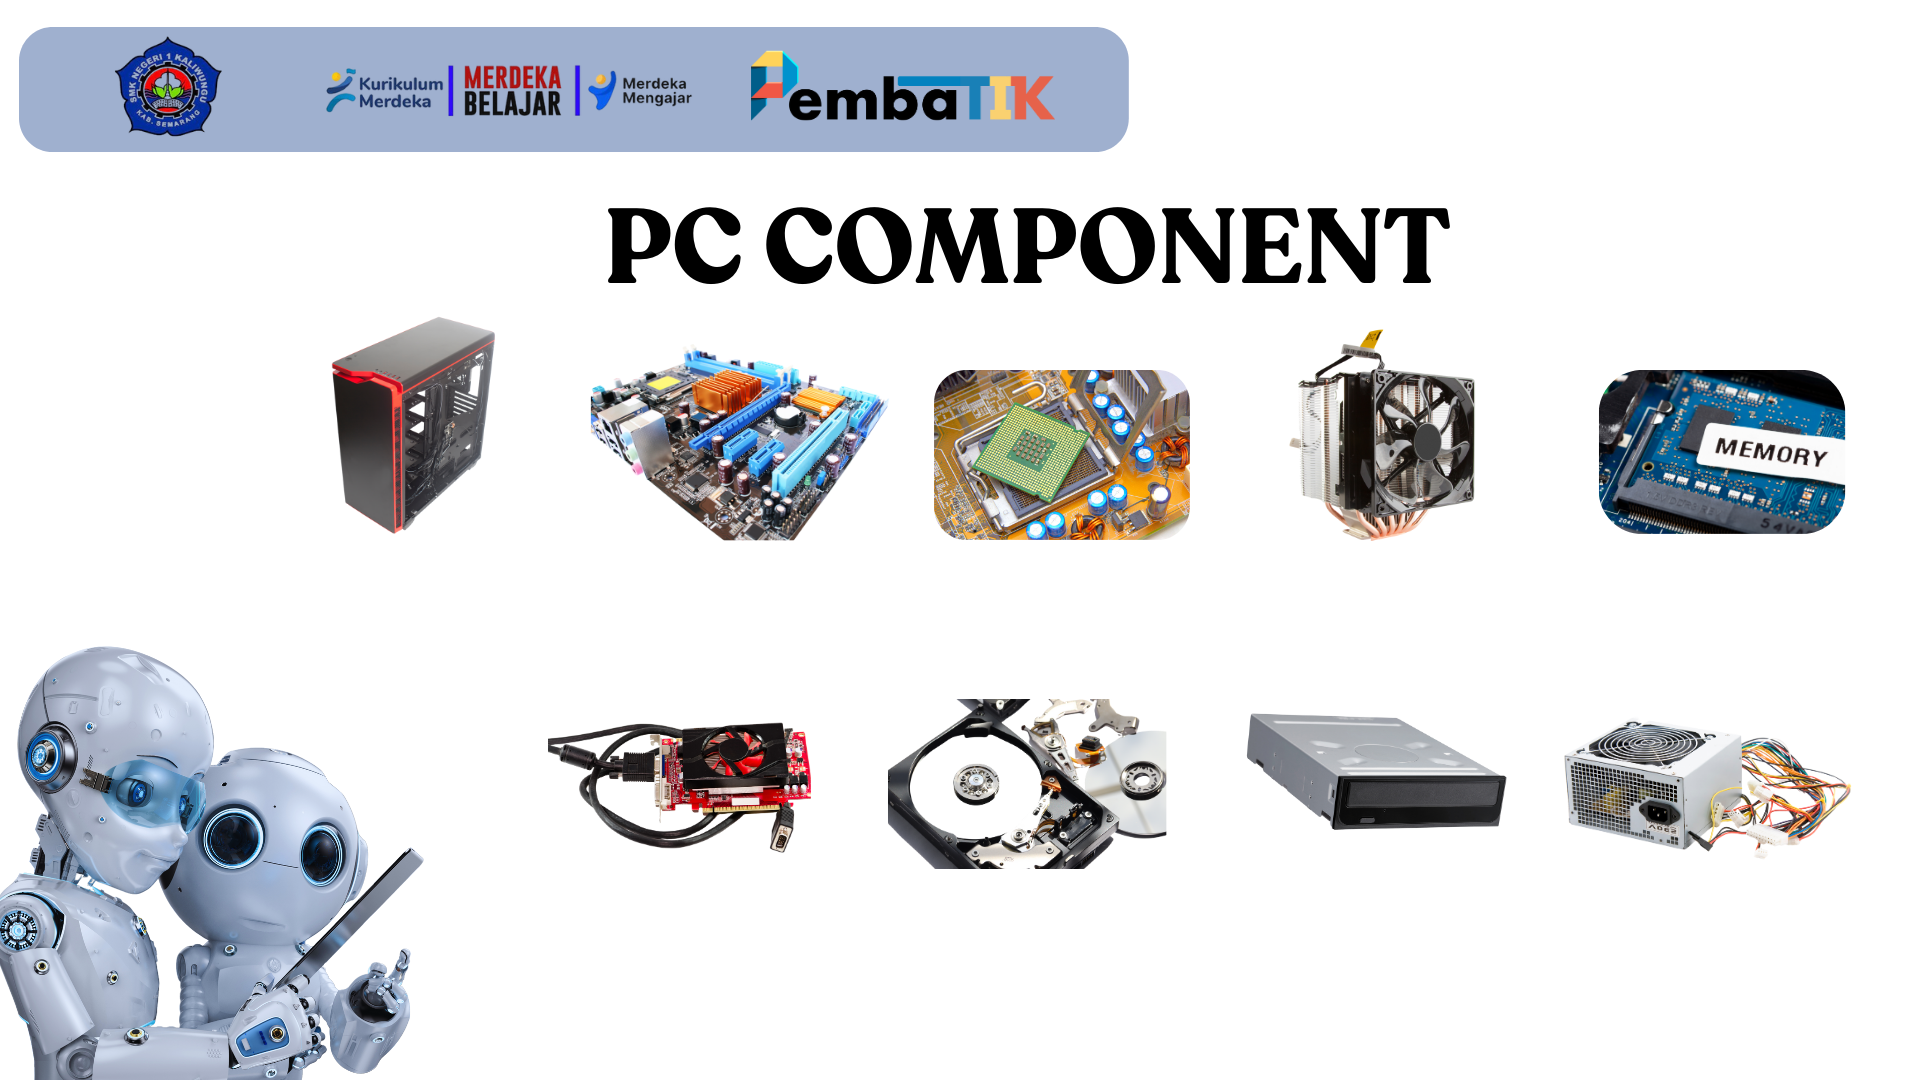 SMK NEGERI 1 KALIWUNGU
KAB. SEMARANG
Kurikulum
Merdeka
MERDEKA
BELAJAR
Merdeka
Mengajar
PembaTIK
PC COMPONENT
MEMORY